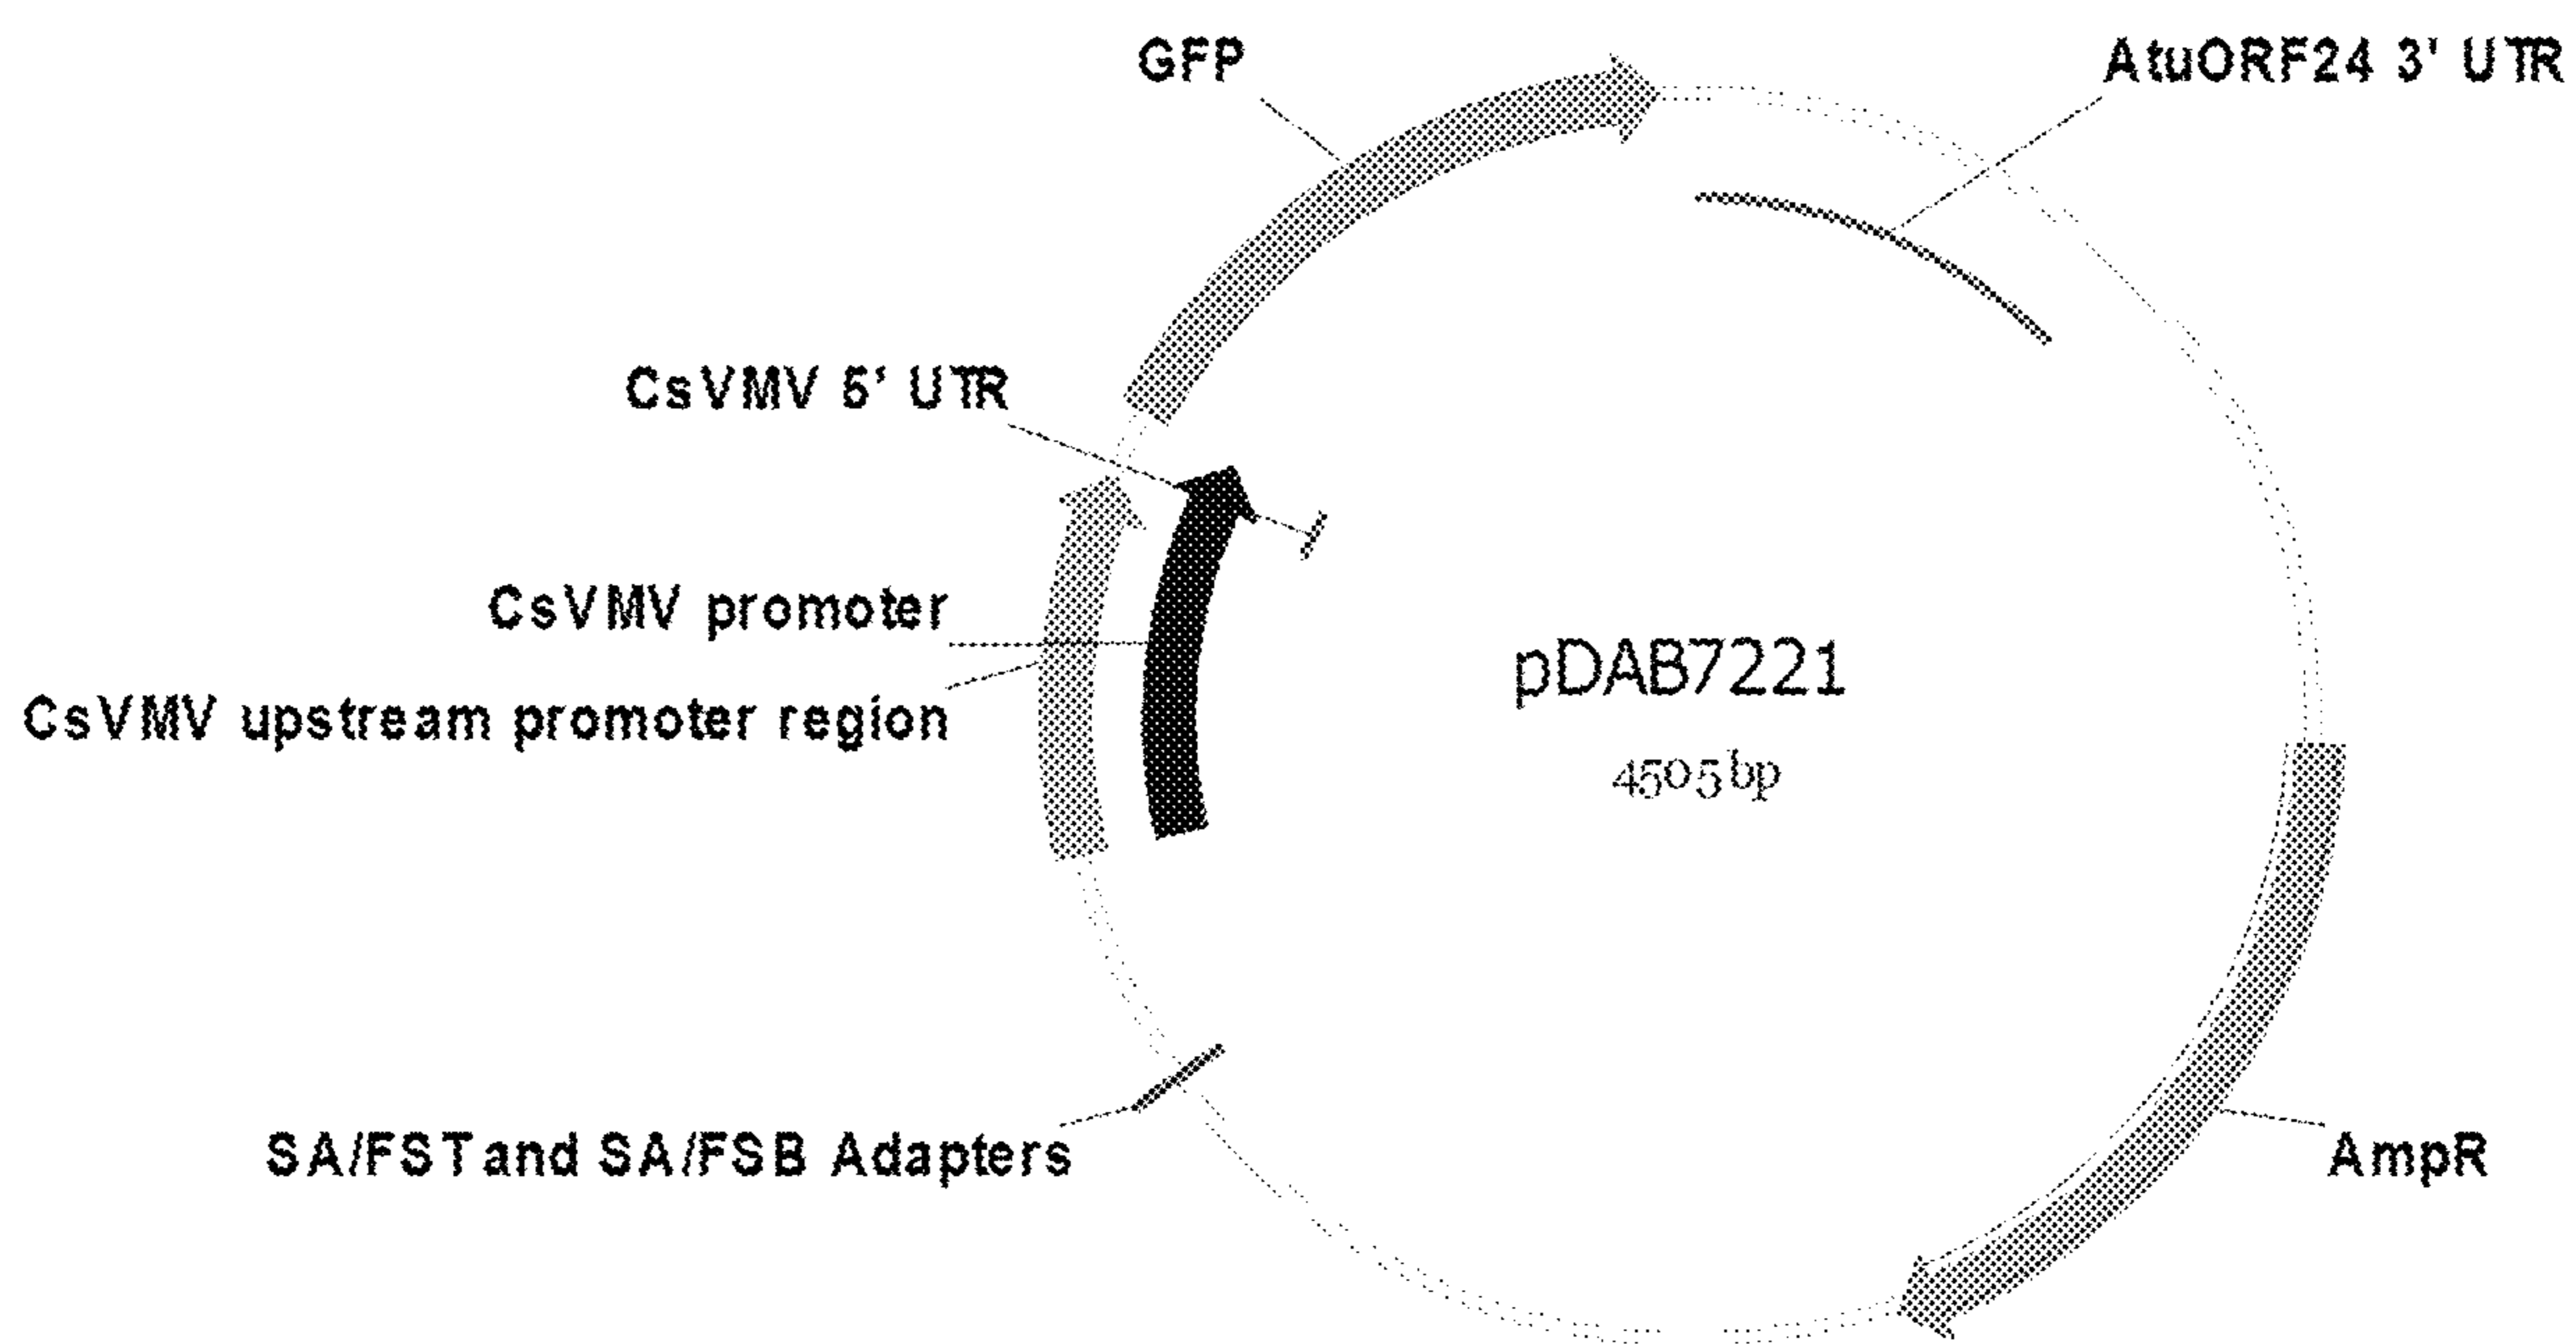 GFP
AtuORF24 3' UTR
CsVMV 5' UTR
CsVMV promoter
CsVMV upstream promoter region
pDAB7221
4505 bp
SA/FST and SA/FSB Adapters
AmpR